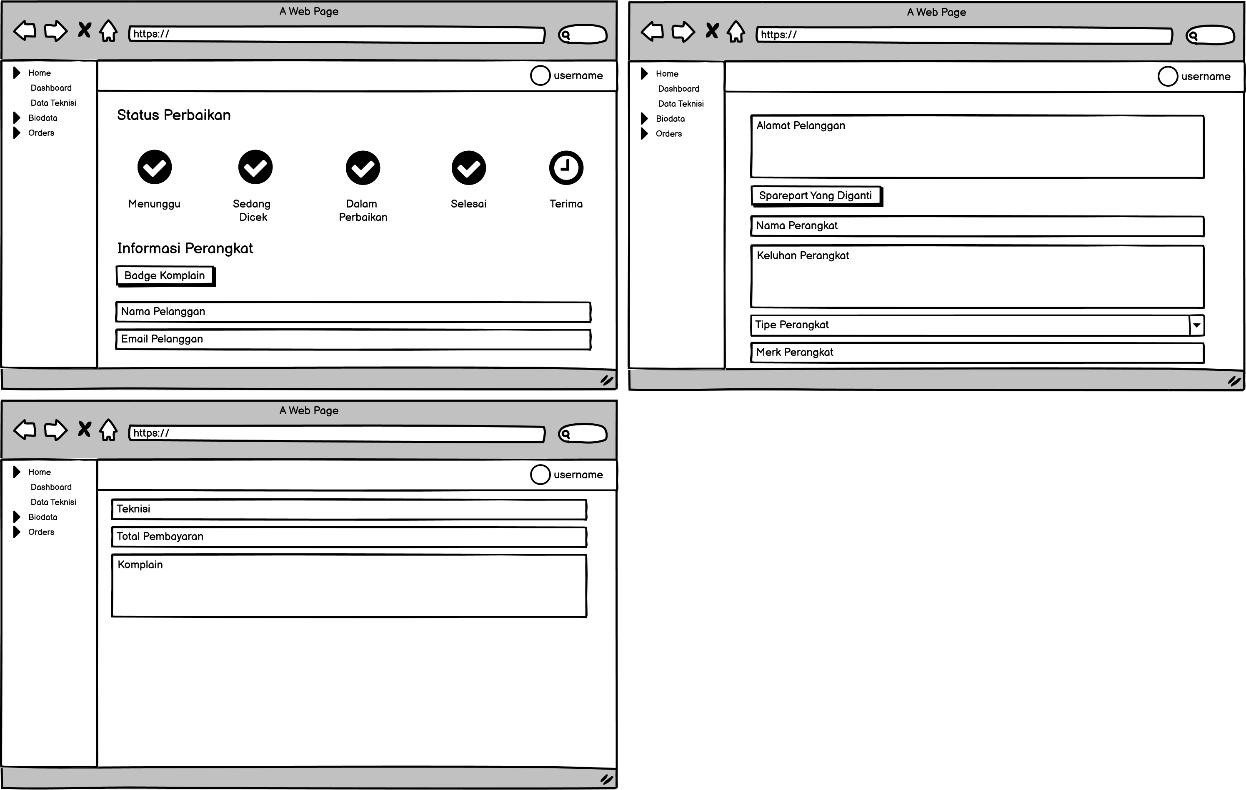 A Web Page
https://
Home
Dashboard
Data Teknisi
Biodata
Orders
username
Status Perbaikan
Menunggu
Sedang
Dicek
Dalam
Perbaikan
Selesai
Terima
Informasi Perangkat
Badge Komplain
Nama Pelanggan
Email Pelanggan
A Web Page
https://
Home
Dashboard
Data Teknisi
Biodata
Orders
username
Alamat Pelanggan
Sparepart Yang Diganti
Nama Perangkat
Keluhan Perangkat
Tipe Perangkat
Merk Perangkat
A Web Page
https://
Home
Dashboard
Data Teknisi
Biodata
Orders
username
Teknisi
Total Pembayaran
Komplain